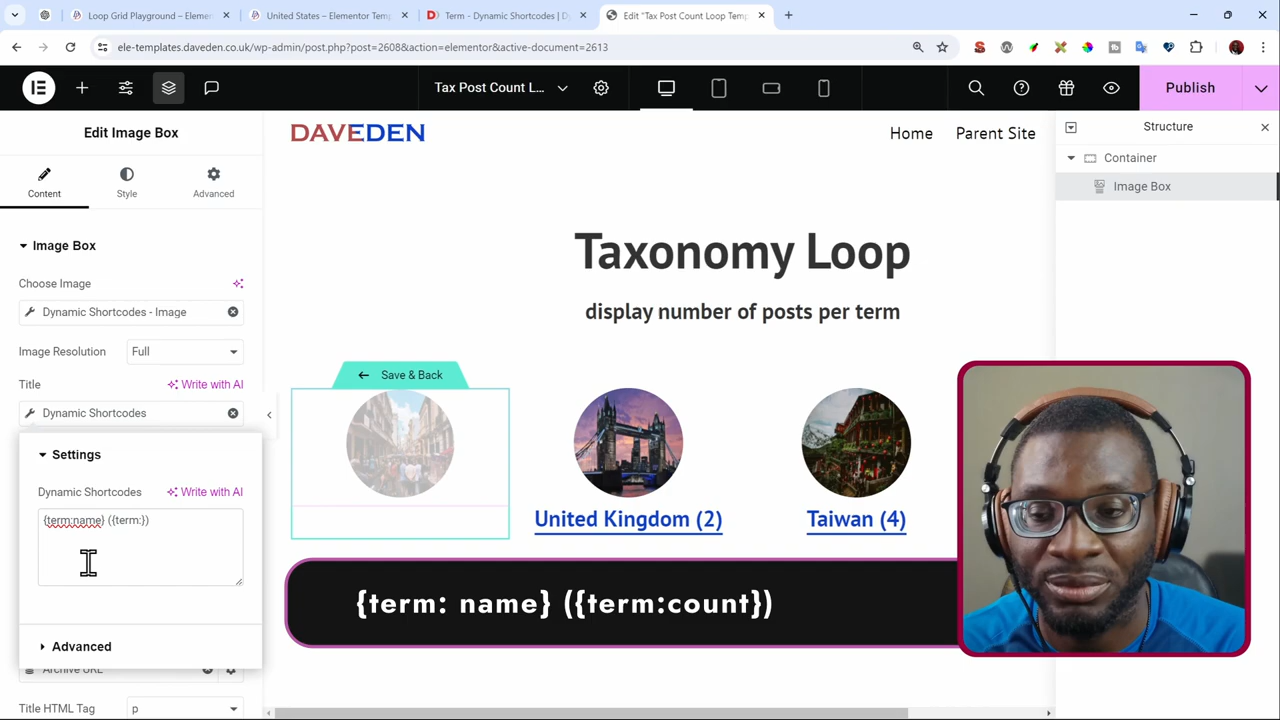 Loop Grid Playground – Elemen
United States – Elementor Temp
Term - Dynamic Shortcodes | D
Edit "Tax Post Count Loop Temp
ele-templates.daveden.co.uk/wp-admin/post.php?post=2608&action=elementor&active-document=2613
Tax Post Count L...
Publish
Edit Image Box
Content
Style
Advanced
Image Box
Choose Image
Dynamic Shortcodes - Image
Image Resolution
Full
Title
Write with AI
Dynamic Shortcodes
Settings
Dynamic Shortcodes
Write with AI
{term:name} ({term:})
Advanced
Archive URL
Title HTML Tag
p
DAVEDEN
Home
Parent Site
Taxonomy Loop
display number of posts per term
Save & Back
United Kingdom (2)
Taiwan (4)
{term: name} ({term:count})
Structure
Container
Image Box